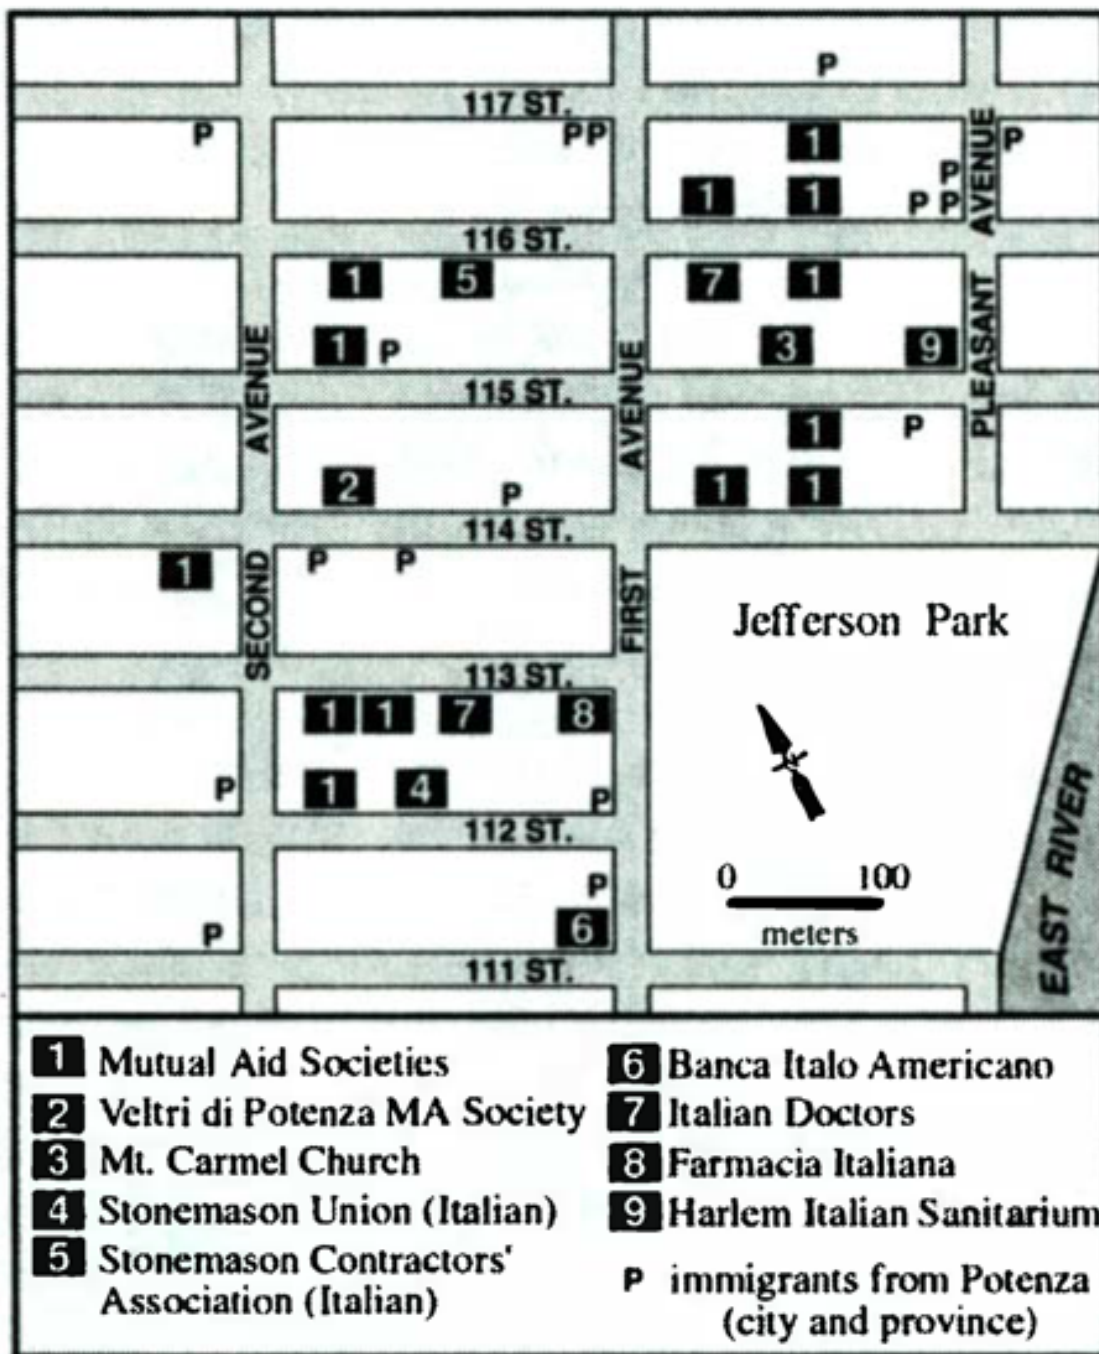 P
117 ST.
P
P P
1
P
AVENUE
P
1
1
P P
116 ST.
1
5
7
1
PLEASANT
AVENUE
1
P
AVENUE
3
9
115 ST.
1
P
2
P
1
1
114 ST.
1
SECOND
P
P
FIRST
Jefferson Park
113 ST.
1
1
7
8
P
1
4
P
112 ST.
0 100
meters
EAST RIVER
P
P
6
111 ST.
1 Mutual Aid Societies
2 Veltri di Potenza MA Society
3 Mt. Carmel Church
4 Stonemason Union (Italian)
5 Stonemason Contractors'
Association (Italian)
6 Banca Italo Americano
7 Italian Doctors
8 Farmacia Italiana
9 Harlem Italian Sanitarium
P immigrants from Potenza
(city and province)